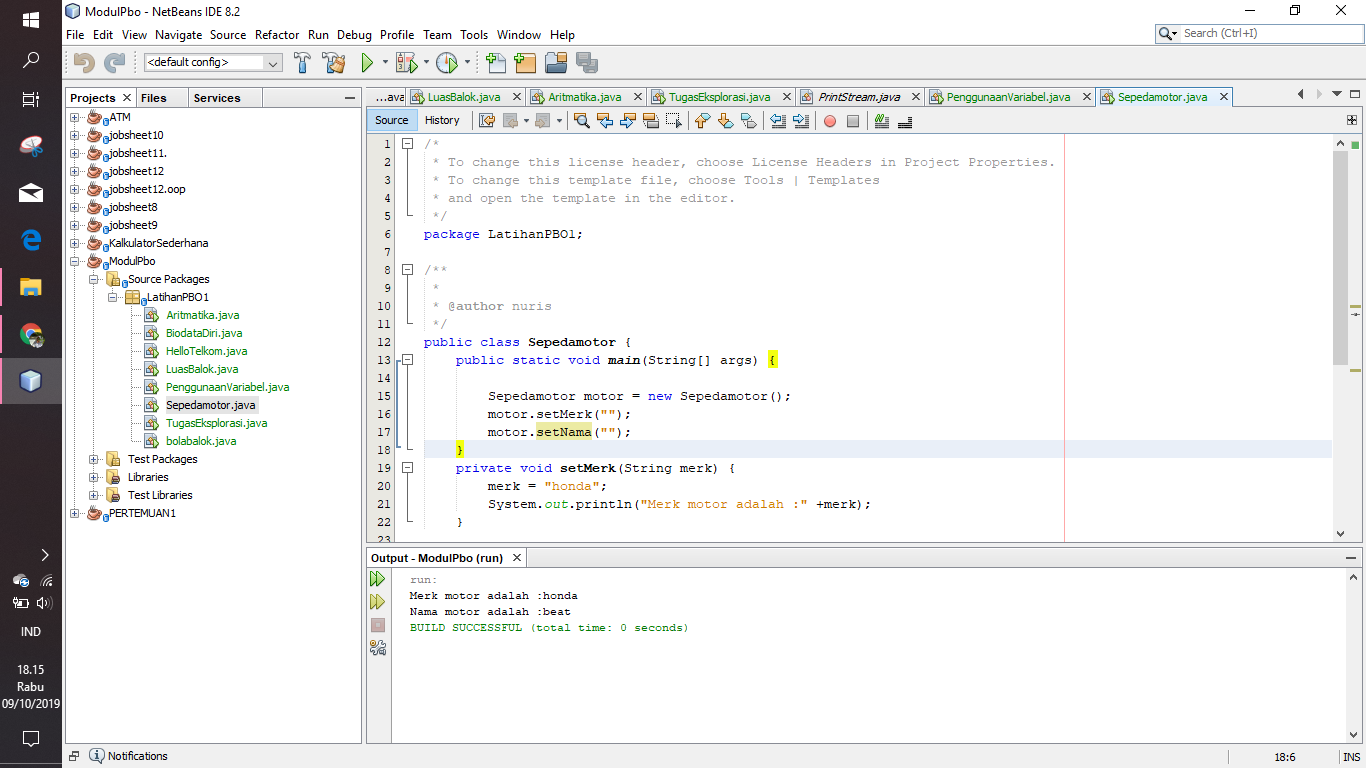 ModulPbo - NetBeans IDE 8.2
File Edit View Navigate Source Refactor Run Debug Profile Team Tools Window Help
Search (Ctrl+I)
<default config>
Projects Files Services
ATM
jobsheet10
jobsheet11.
jobsheet12
jobsheet12.oop
jobsheet8
jobsheet9
KalkulatorSederhana
ModulPbo
Source Packages
LatihanPBO1
Aritmatika.java
BiodataDiri.java
HelloTelkom.java
LuasBalok.java
PenggunaanVariabel.java
Sepedamotor.java
TugasEksplorasi.java
bolabalok.java
Test Packages
Libraries
Test Libraries
PERTEMUAN1
...ava LuasBalok.java Aritmatika.java TugasEksplorasi.java PrintStream.java PenggunaanVariabel.java Sepedamotor.java
Source History
1 /*
2 * To change this license header, choose License Headers in Project Properties.
3 * To change this template file, choose Tools | Templates
4 * and open the template in the editor.
5 */
6 package LatihanPBO1;
7
8 /**
9 *
10 * @author nuris
11 */
12 public class Sepedamotor {
13 public static void main(String[] args) {
14
15 Sepedamotor motor = new Sepedamotor();
16 motor.setMerk("");
17 motor.setNama("");
18 }
19 private void setMerk(String merk) {
20 merk = "honda";
21 System.out.println("Merk motor adalah :" +merk);
22 }
23
Output - ModulPbo (run)
run:
Merk motor adalah :honda
Nama motor adalah :beat
BUILD SUCCESSFUL (total time: 0 seconds)
IND
18.15
Rabu
09/10/2019
Notifications
18:6
INS